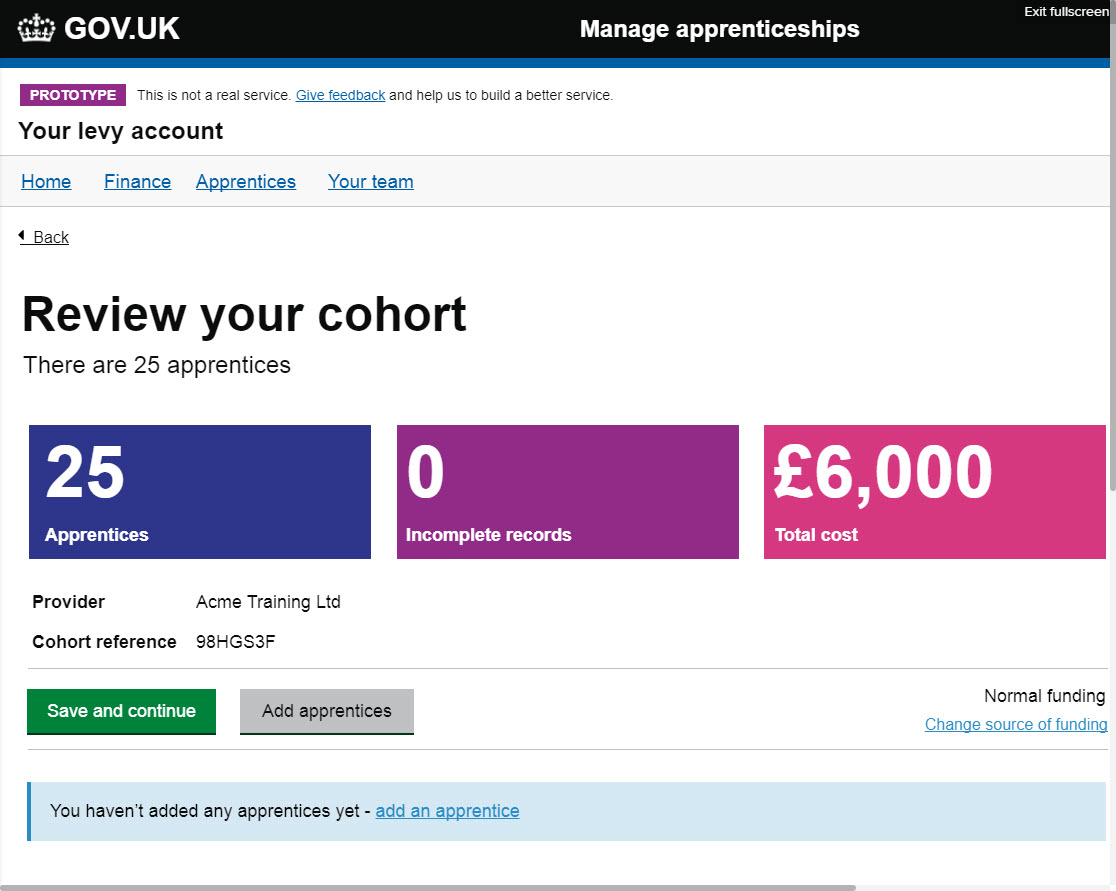 Exit fullscreen
GOV.UK Manage apprenticeships
PROTOTYPE This is not a real service. Give feedback and help us to build a better service.
Your levy account
Home Finance Apprentices Your team
Back
Review your cohort
There are 25 apprentices
25 0 £6,000
Apprentices Incomplete records Total cost
Provider Acme Training Ltd
Cohort reference 98HGS3F
Normal funding
Save and continue Add apprentices
Change source of funding
You haven’t added any apprentices yet - add an apprentice